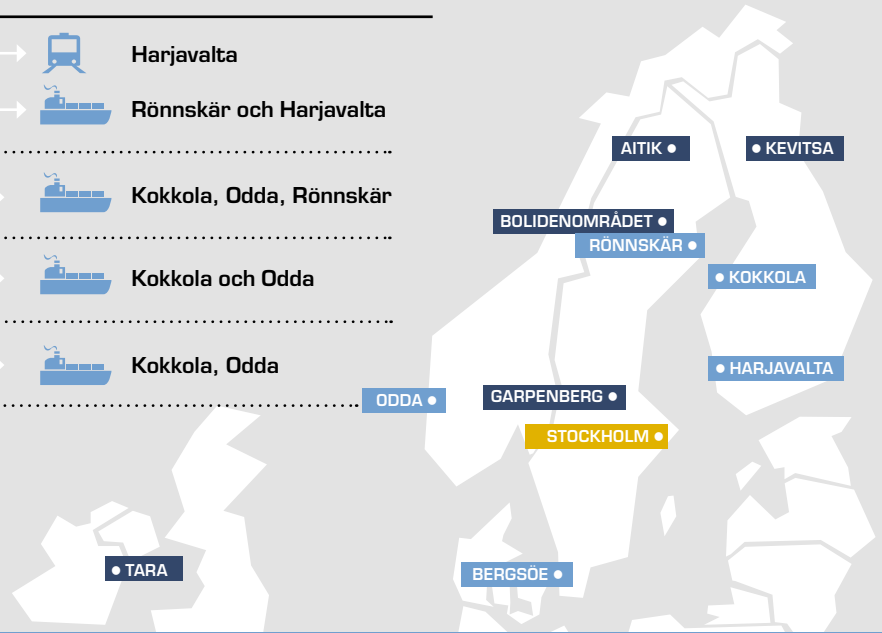 Harjavalta
Rönnskär och Harjavalta
Kokkola, Odda, Rönnskär
Kokkola och Odda
Kokkola, Odda
AITIK
KEVITSA
BOLIDENOMRÅDET
RÖNNSKÄR
KOKKOLA
HARJAVALTA
ODDA
GARPENBERG
STOCKHOLM
TARA
BERGSÖE